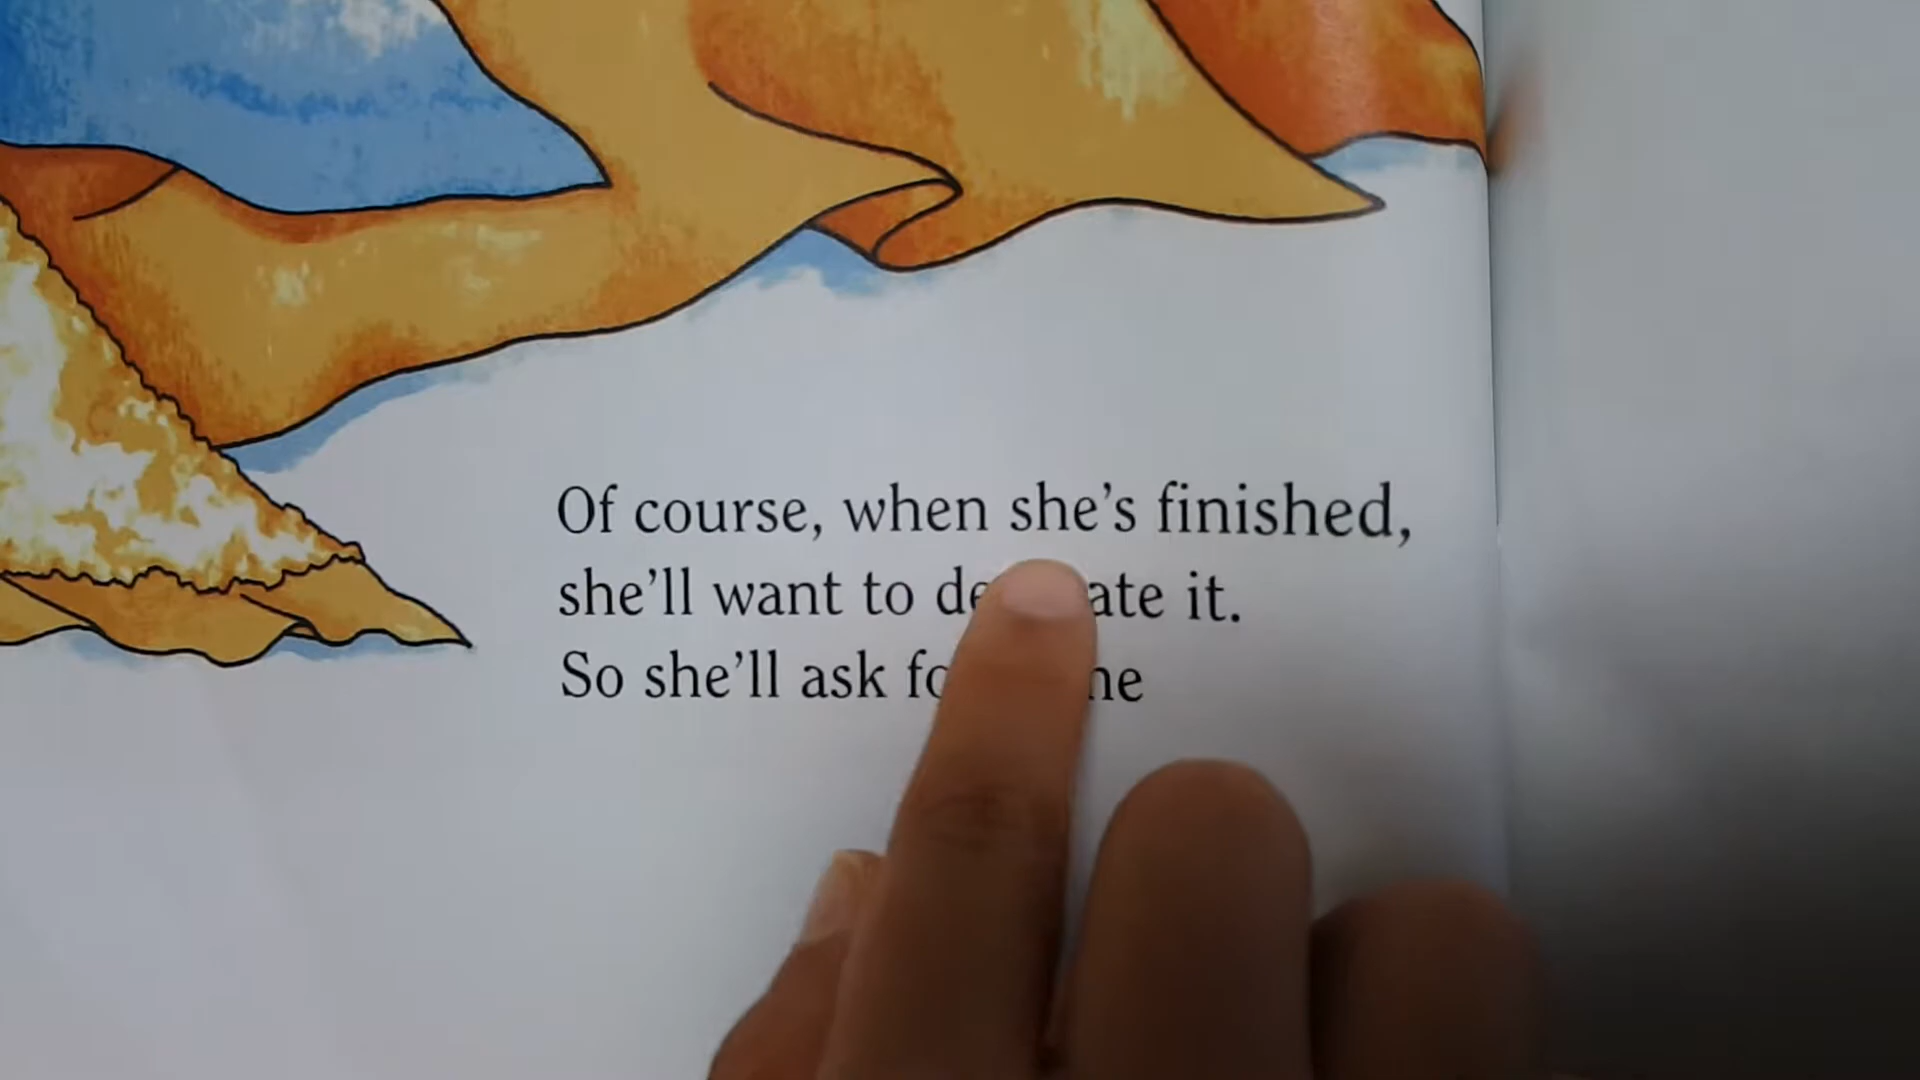 Of course, when she's finished,
she'll want to it.
So she'll ask